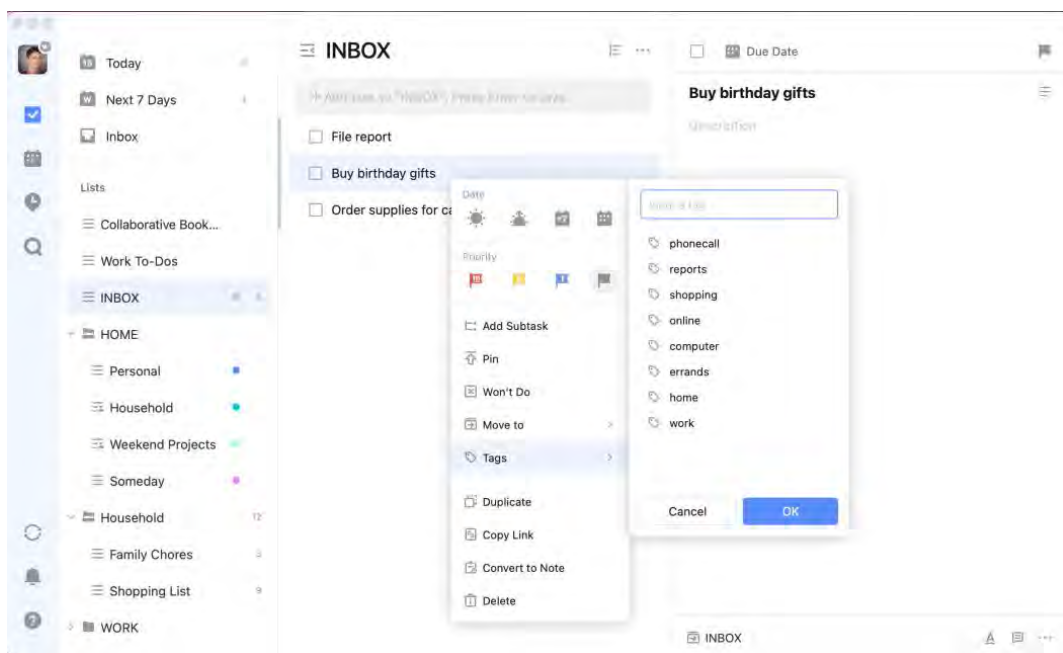 Today
Next 7 Days
Inbox
Lists
Collaborative Book...
Work To-Dos
INBOX
HOME
Personal
Household
Weekend Projects
Someday
Household 12
Family Chores 3
Shopping List 9
WORK
INBOX
File report
Buy birthday gifts
Order supplies for ca
Date
Priority
Add Subtask
Pin
Won't Do
Move to
Tags
Duplicate
Copy Link
Convert to Note
Delete
phonecall
reports
shopping
online
computer
errands
home
work
Cancel
OK
Due Date
Buy birthday gifts
Description
INBOX